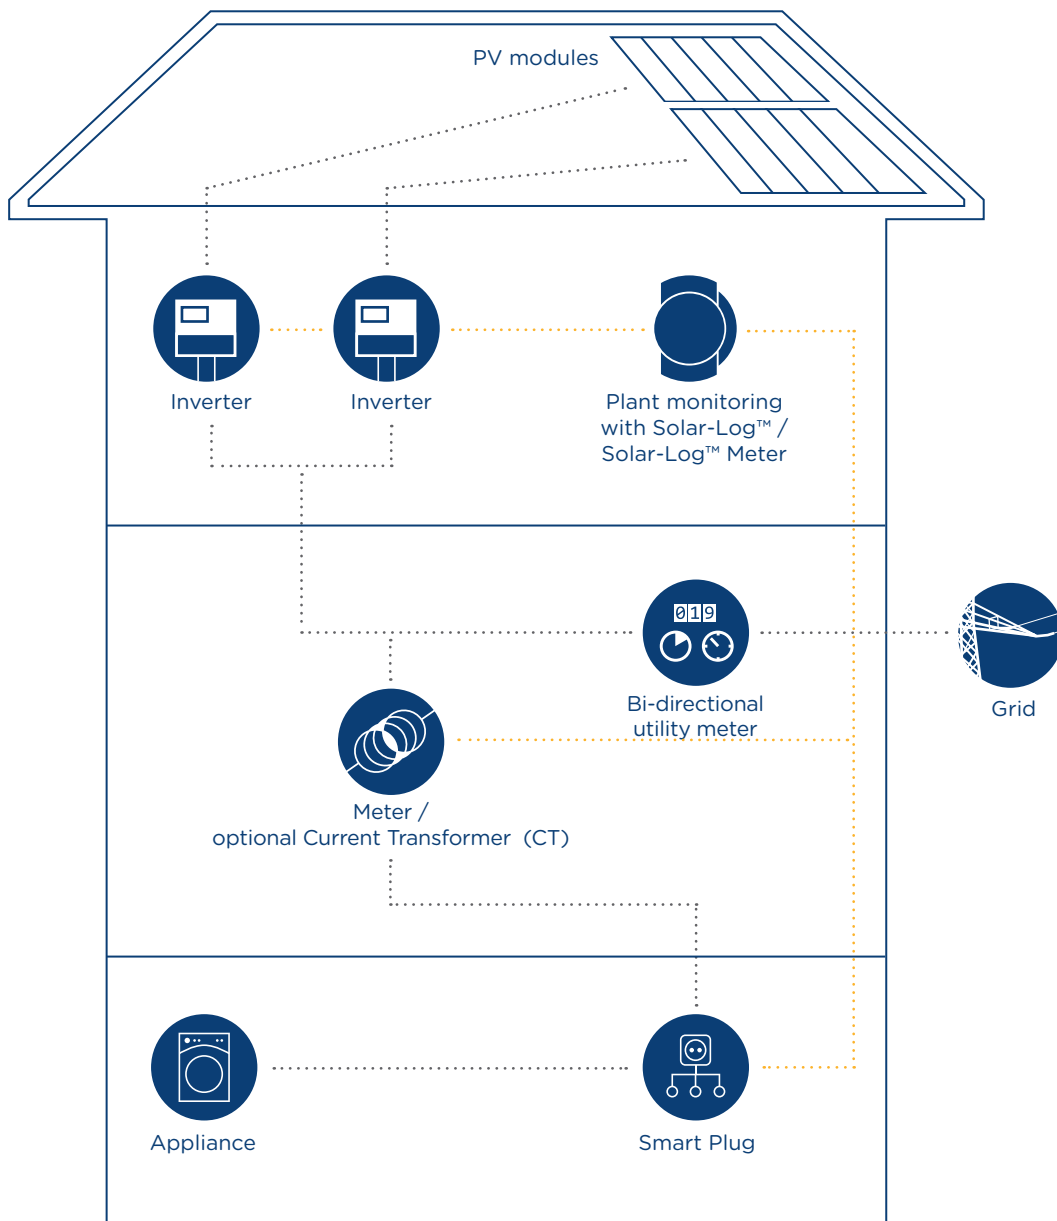 PV modules
Inverter
Inverter
Plant monitoring
with Solar-Log™ /
Solar-Log™ Meter
019
Bi-directional
utility meter
Grid
Meter /
optional Current Transformer (CT)
Appliance
Smart Plug